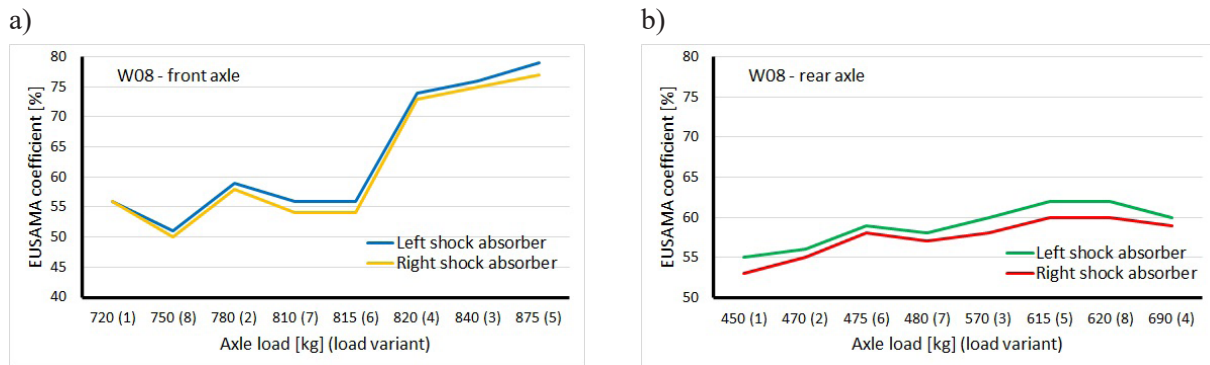 a)
W08 - front axle
EUSAMA coefficient [%]
80
75
70
65
60
55
50
45
40
Left shock absorber
Right shock absorber
720 (1) 750 (8) 780 (2) 810 (7) 815 (6) 820 (4) 840 (3) 875 (5)
Axle load [kg] (load variant)
b)
W08 - rear axle
EUSAMA coefficient [%]
80
75
70
65
60
55
50
Left shock absorber
Right shock absorber
450 (1) 470 (2) 475 (6) 480 (7) 570 (3) 615 (5) 620 (8) 690 (4)
Axle load [kg] (load variant)